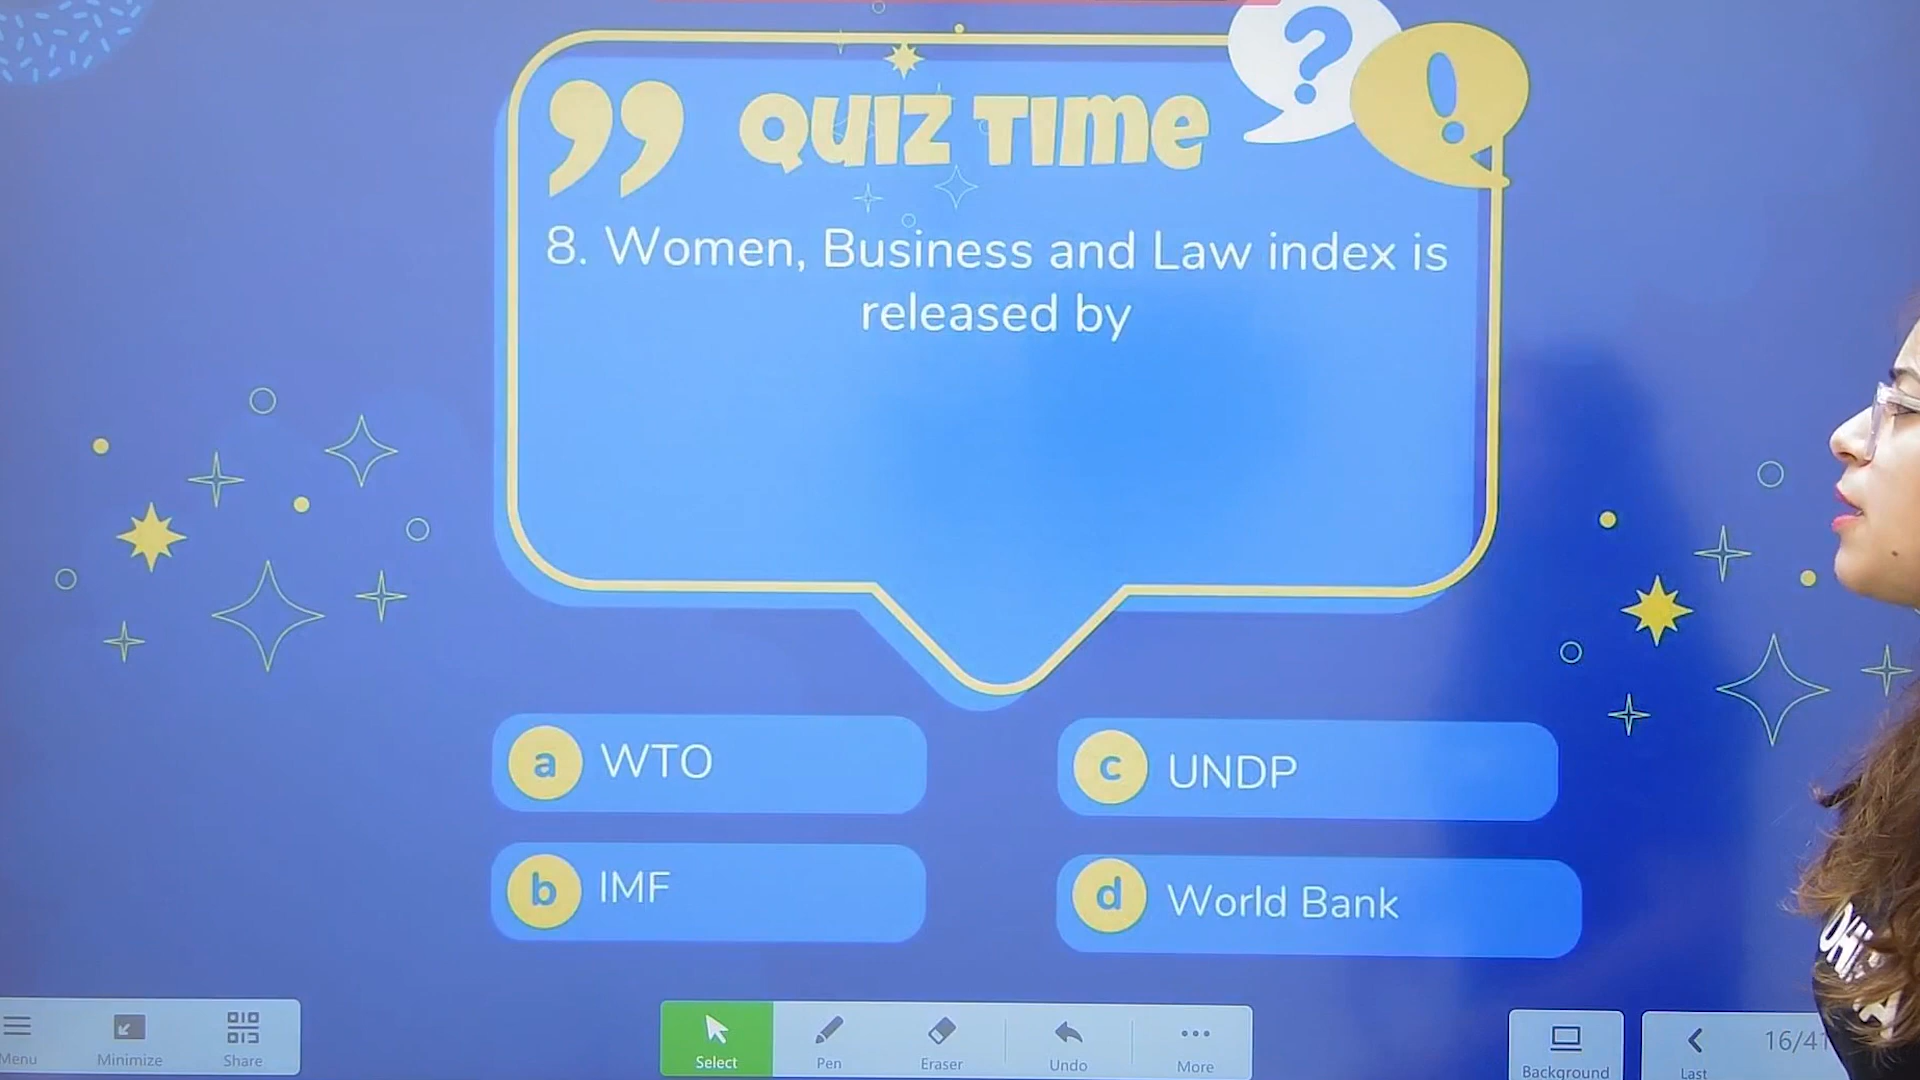 QUIZ TIME
8. Women, Business and Law index is
released by
a WTO
c UNDP
b IMF
d World Bank
Menu
Minimize
Share
Select
Pen
Eraser
Undo
More
Background
Last
16/41